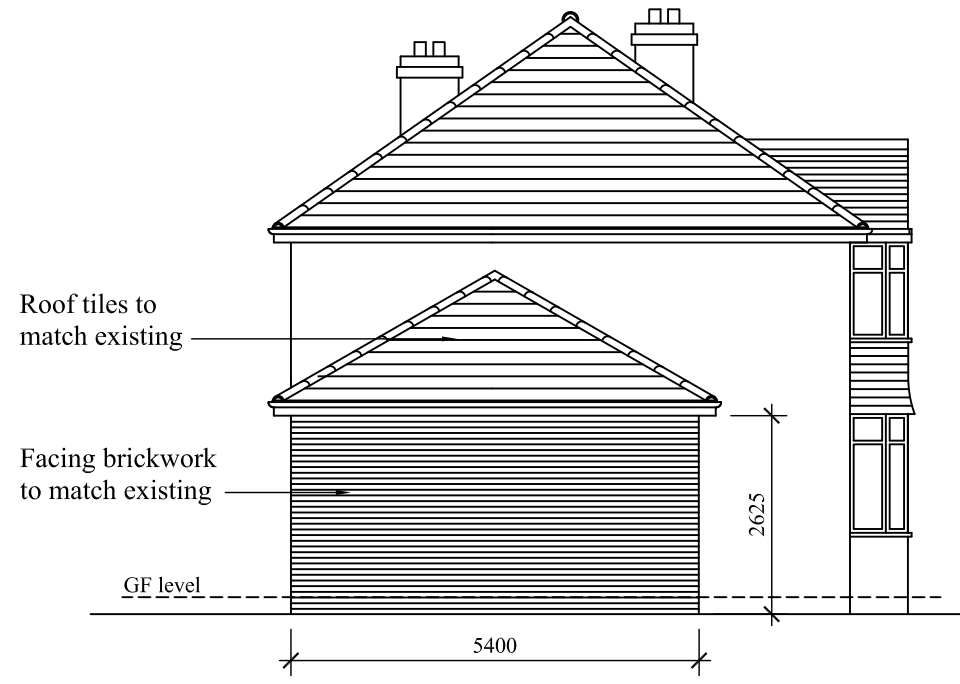 Roof tiles to
match existing
Facing brickwork
to match existing
2625
GF level
5400